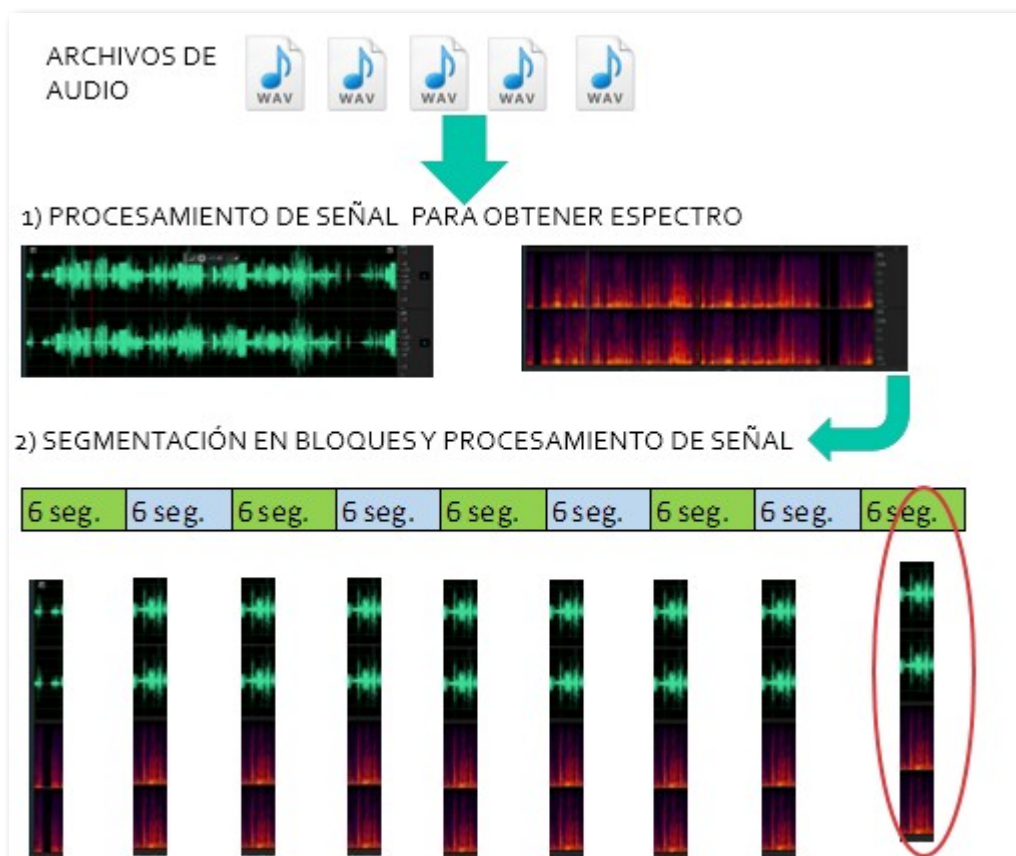 ARCHIVOS DE
AUDIO
WAV WAV WAV WAV WAV
1) PROCESAMIENTO DE SEÑAL PARA OBTENER ESPECTRO
2) SEGMENTACIÓN EN BLOQUES Y PROCESAMIENTO DE SEÑAL
6 seg. 6 seg. 6 seg. 6 seg. 6 seg. 6 seg. 6 seg. 6 seg. 6 seg.